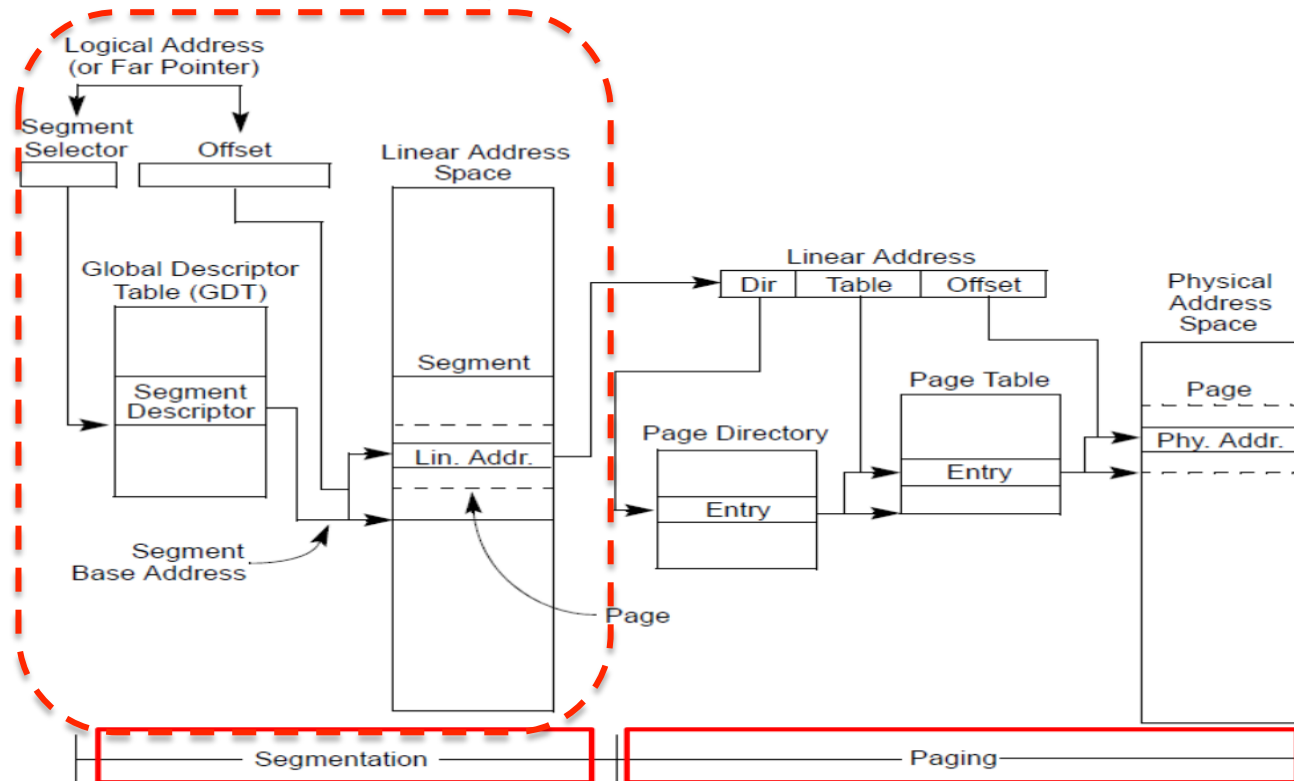 Logical Address
(or Far Pointer)
Segment
Selector
Offset
Linear Address
Space
Global Descriptor
Table (GDT)
Segment
Descriptor
Segment
Lin. Addr.
Segment
Base Address
Page
Linear Address
Dir
Table
Offset
Physical
Address
Space
Page Table
Page
Page Directory
Phy. Addr.
Entry
Entry
Segmentation
Paging